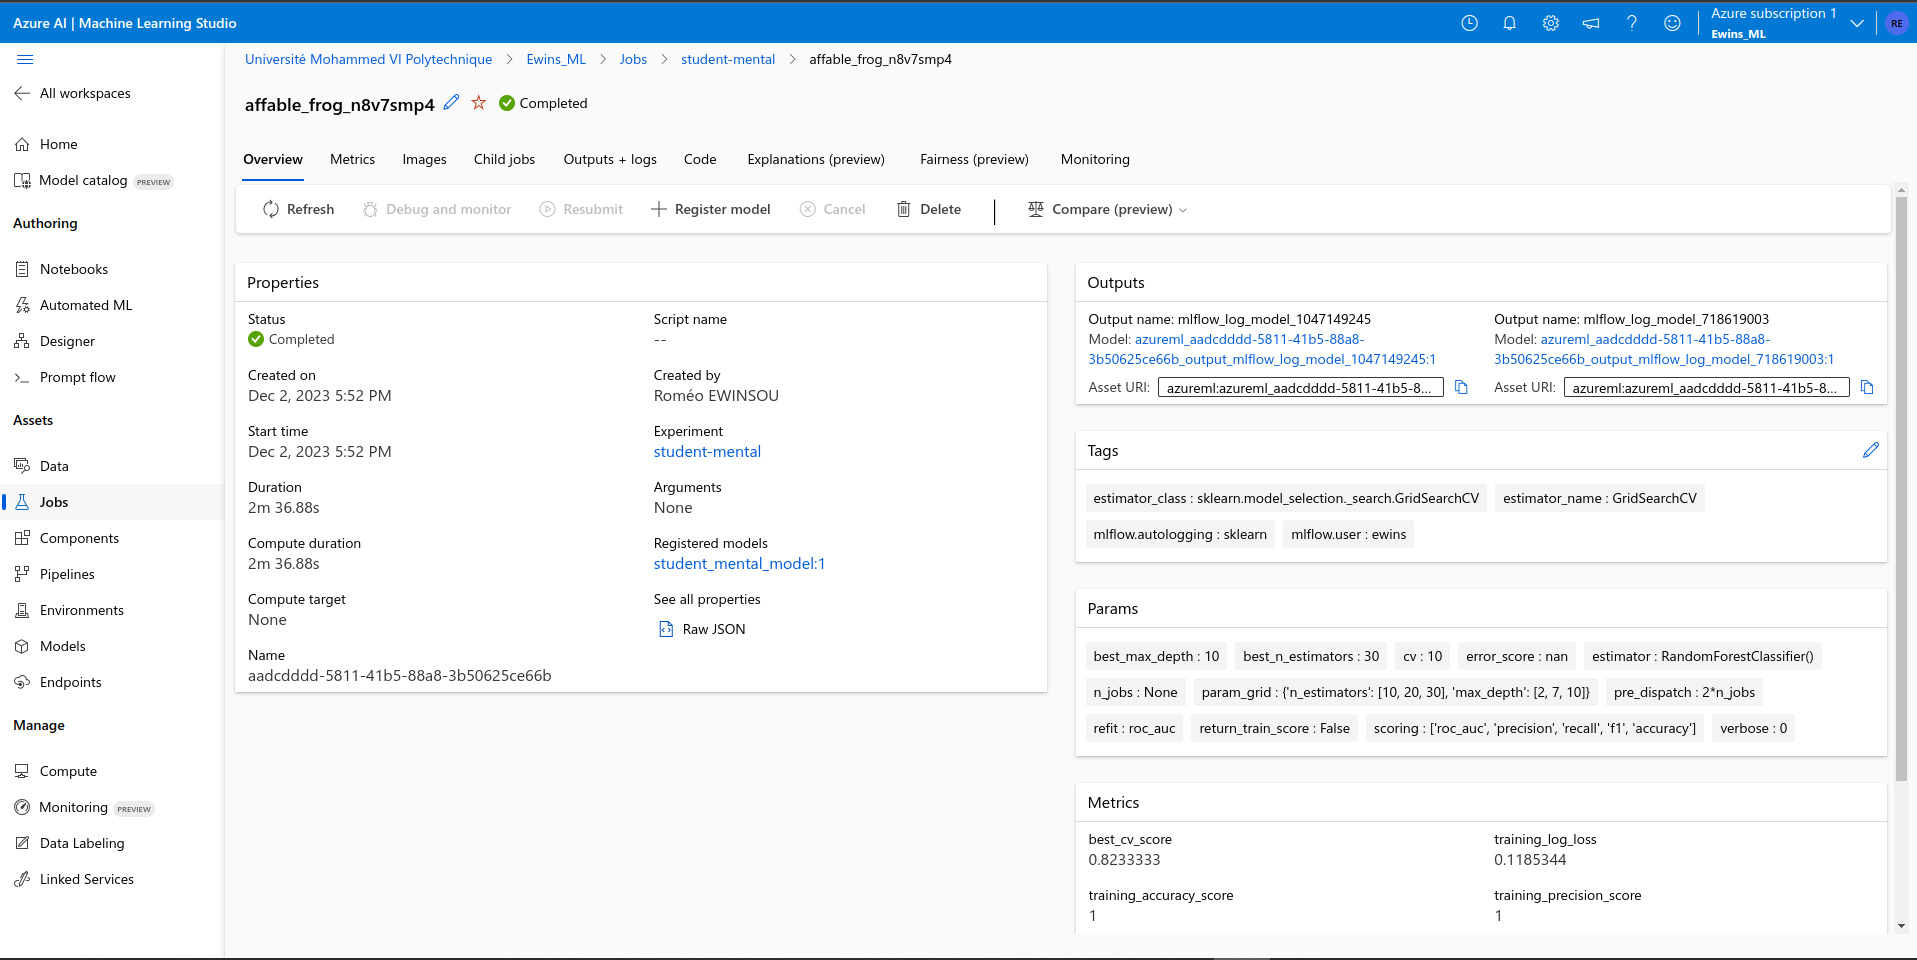 Azure AI | Machine Learning Studio
Azure subscription 1
Ewins_ML
RE
All workspaces
Home
Model catalog PREVIEW
Authoring
Notebooks
Automated ML
Designer
Prompt flow
Assets
Data
Jobs
Components
Pipelines
Environments
Models
Endpoints
Manage
Compute
Monitoring PREVIEW
Data Labeling
Linked Services
Université Mohammed VI Polytechnique > Ewins_ML > Jobs > student-mental > affable_frog_n8v7smp4
affable_frog_n8v7smp4 Completed
Overview Metrics Images Child jobs Outputs + logs Code Explanations (preview) Fairness (preview) Monitoring
Refresh Debug and monitor Resubmit Register model Cancel Delete Compare (preview)
Properties
Status
Completed
Created on
Dec 2, 2023 5:52 PM
Start time
Dec 2, 2023 5:52 PM
Duration
2m 36.88s
Compute duration
2m 36.88s
Compute target
None
Name
aadcdddd-5811-41b5-88a8-3b50625ce66b
Script name
--
Created by
Roméo EWINSOU
Experiment
student-mental
Arguments
None
Registered models
student_mental_model:1
See all properties
Raw JSON
Outputs
Output name: mlflow_log_model_1047149245
Model: azureml_aadcdddd-5811-41b5-88a8-
3b50625ce66b_output_mlflow_log_model_1047149245:1
Asset URI: azureml:azureml_aadcdddd-5811-41b5-8...
Output name: mlflow_log_model_718619003
Model: azureml_aadcdddd-5811-41b5-88a8-
3b50625ce66b_output_mlflow_log_model_718619003:1
Asset URI: azureml:azureml_aadcdddd-5811-41b5-8...
Tags
estimator_class : sklearn.model_selection._search.GridSearchCV estimator_name : GridSearchCV
mlflow.autologging : sklearn mlflow.user : ewins
Params
best_max_depth : 10 best_n_estimators : 30 cv : 10 error_score : nan estimator : RandomForestClassifier()
n_jobs : None param_grid : {'n_estimators': [10, 20, 30], 'max_depth': [2, 7, 10]} pre_dispatch : 2*n_jobs
refit : roc_auc return_train_score : False scoring : ['roc_auc', 'precision', 'recall', 'f1', 'accuracy'] verbose : 0
Metrics
best_cv_score
0.8233333
training_log_loss
0.1185344
training_accuracy_score
1
training_precision_score
1